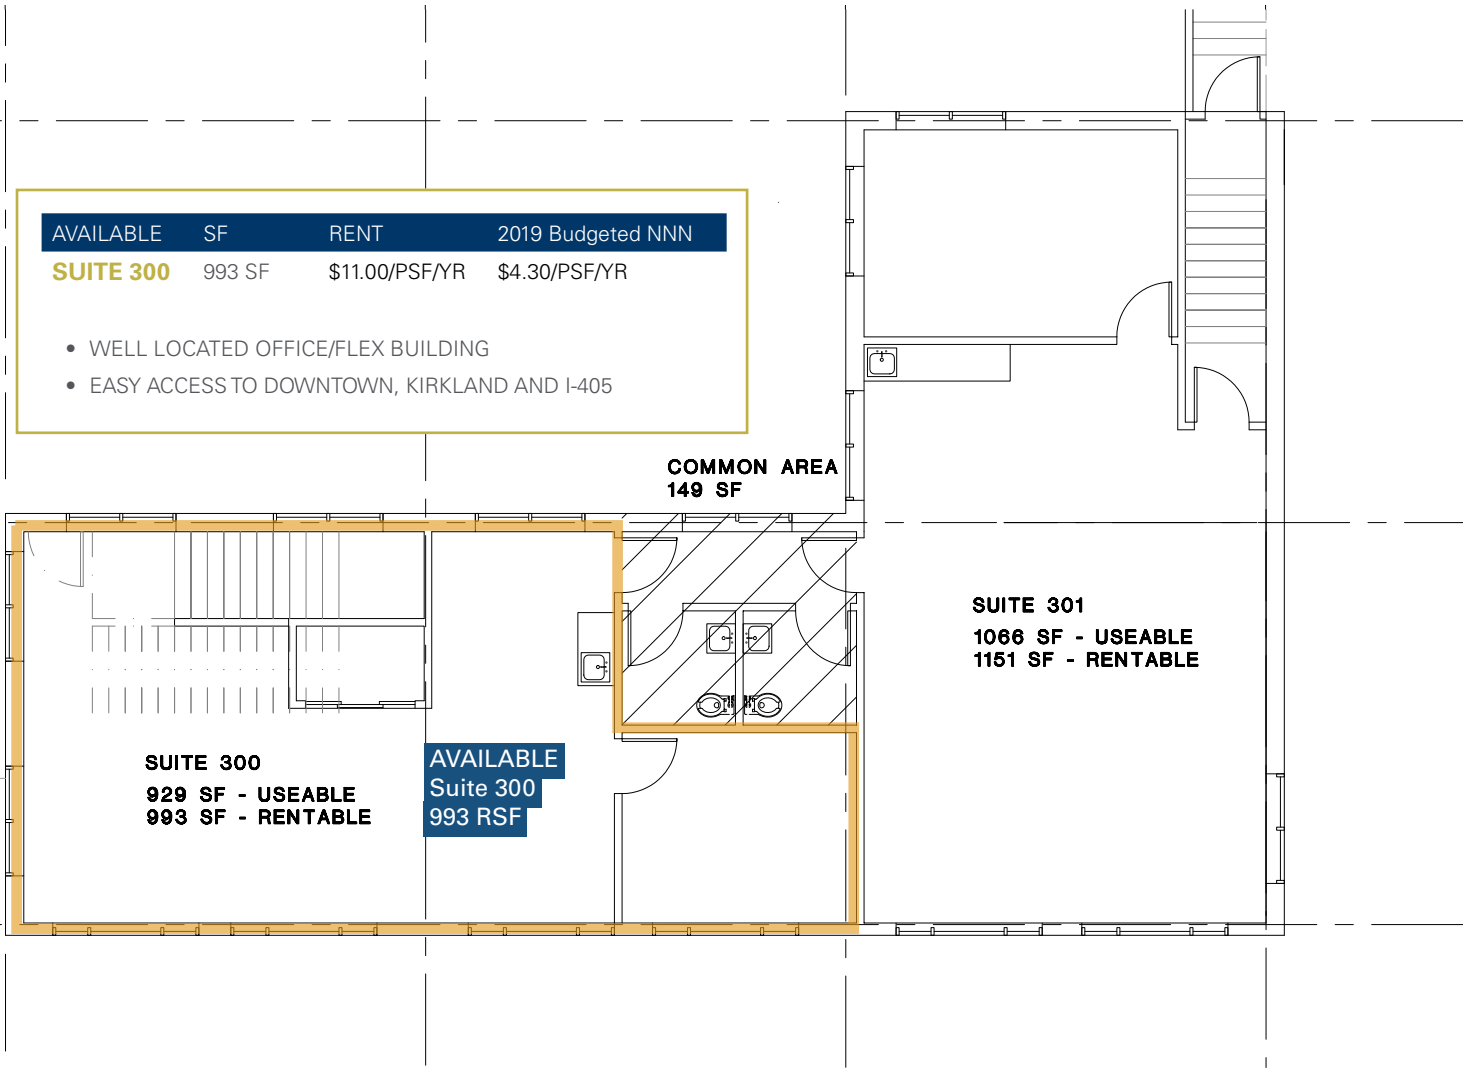 AVAILABLE SF RENT 2019 Budgeted NNN
SUITE 300 993 SF $11.00/PSF/YR $4.30/PSF/YR
• WELL LOCATED OFFICE/FLEX BUILDING
• EASY ACCESS TO DOWNTOWN, KIRKLAND AND I-405
COMMON AREA
149 SF
SUITE 301
1066 SF - USEABLE
1151 SF - RENTABLE
SUITE 300
929 SF - USEABLE
993 SF - RENTABLE
AVAILABLE
Suite 300
993 RSF